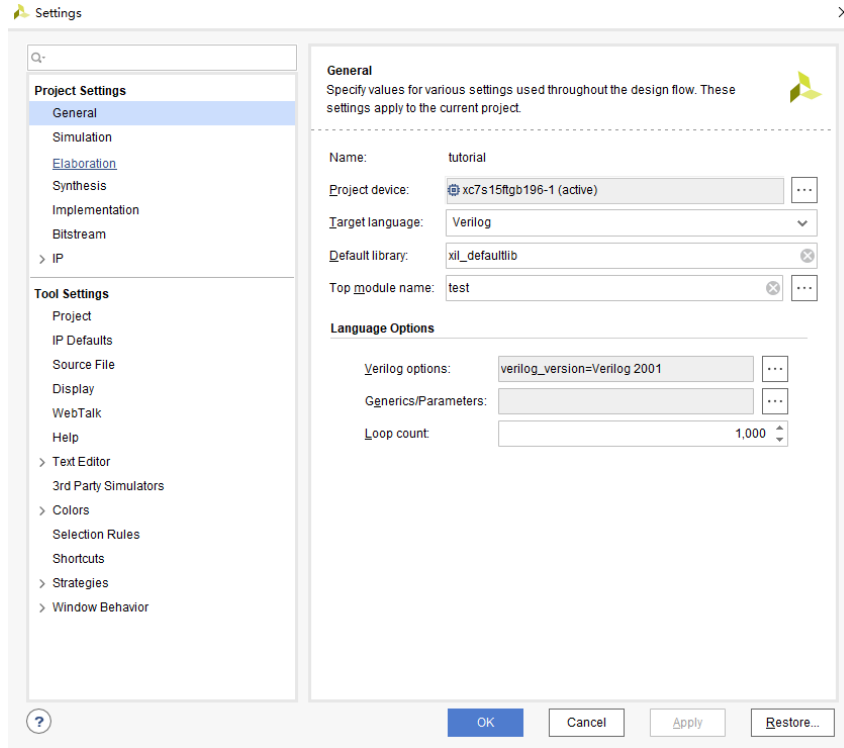 Settings
General
Specify values for various settings used throughout the design flow. These
settings apply to the current project.
Project Settings
General
Simulation
Elaboration
Synthesis
Implementation
Bitstream
IP
Tool Settings
Project
IP Defaults
Source File
Display
WebTalk
Help
Text Editor
3rd Party Simulators
Colors
Selection Rules
Shortcuts
Strategies
Window Behavior
Name: tutorial
Project device: xc7s15ftgb196-1 (active)
Target language: Verilog
Default library: xil_defaultlib
Top module name: test
Language Options
Verilog options: verilog_version=Verilog 2001
Generics/Parameters:
Loop count: 1,000
? OK Cancel Apply Restore...